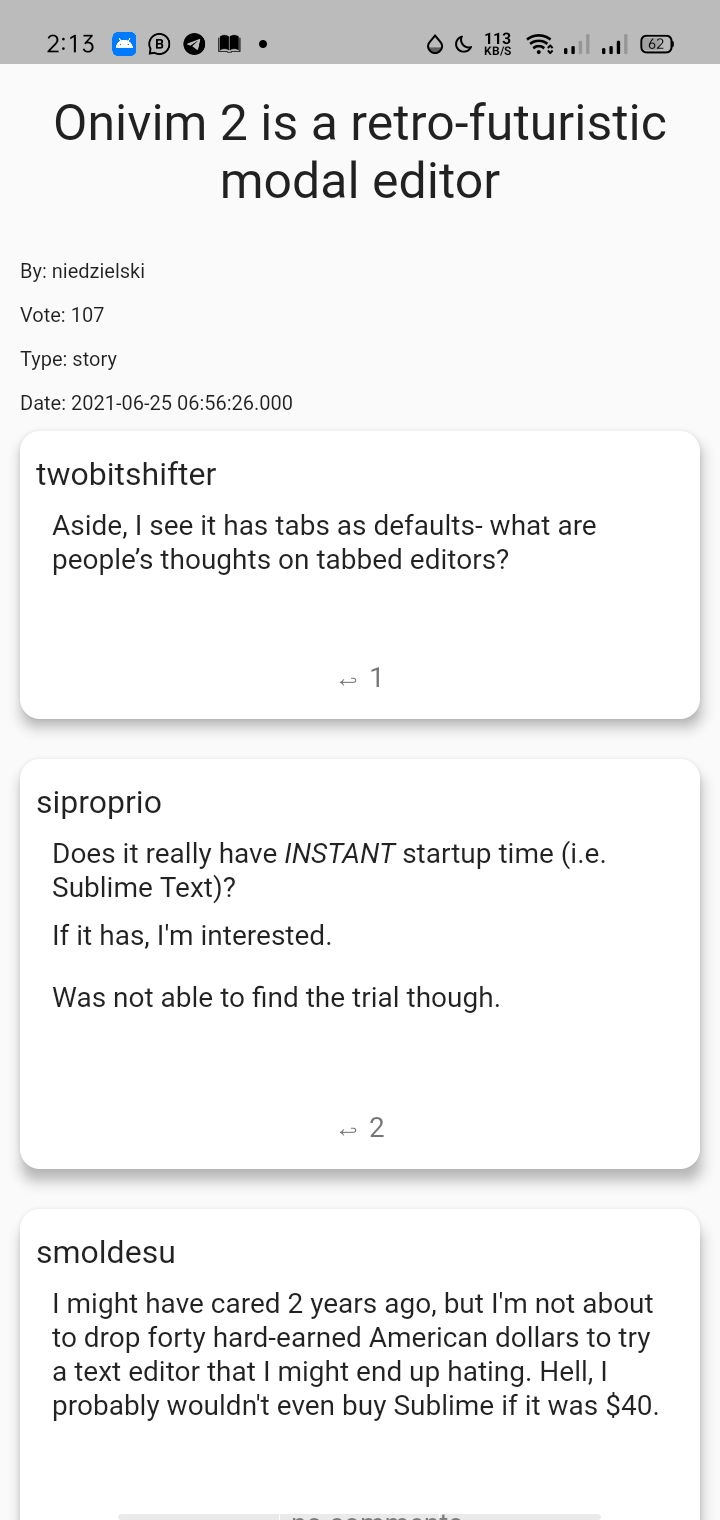 2:13
B
113
KB/S
62
Onivim 2 is a retro-futuristic
modal editor
By: niedzielski
Vote: 107
Type: story
Date: 2021-06-25 06:56:26.000
twobitshifter
Aside, I see it has tabs as defaults- what are
people’s thoughts on tabbed editors?
1
siproprio
Does it really have INSTANT startup time (i.e.
Sublime Text)?
If it has, I'm interested.
Was not able to find the trial though.
2
smoldesu
I might have cared 2 years ago, but I'm not about
to drop forty hard-earned American dollars to try
a text editor that I might end up hating. Hell, I
probably wouldn't even buy Sublime if it was $40.
no comments